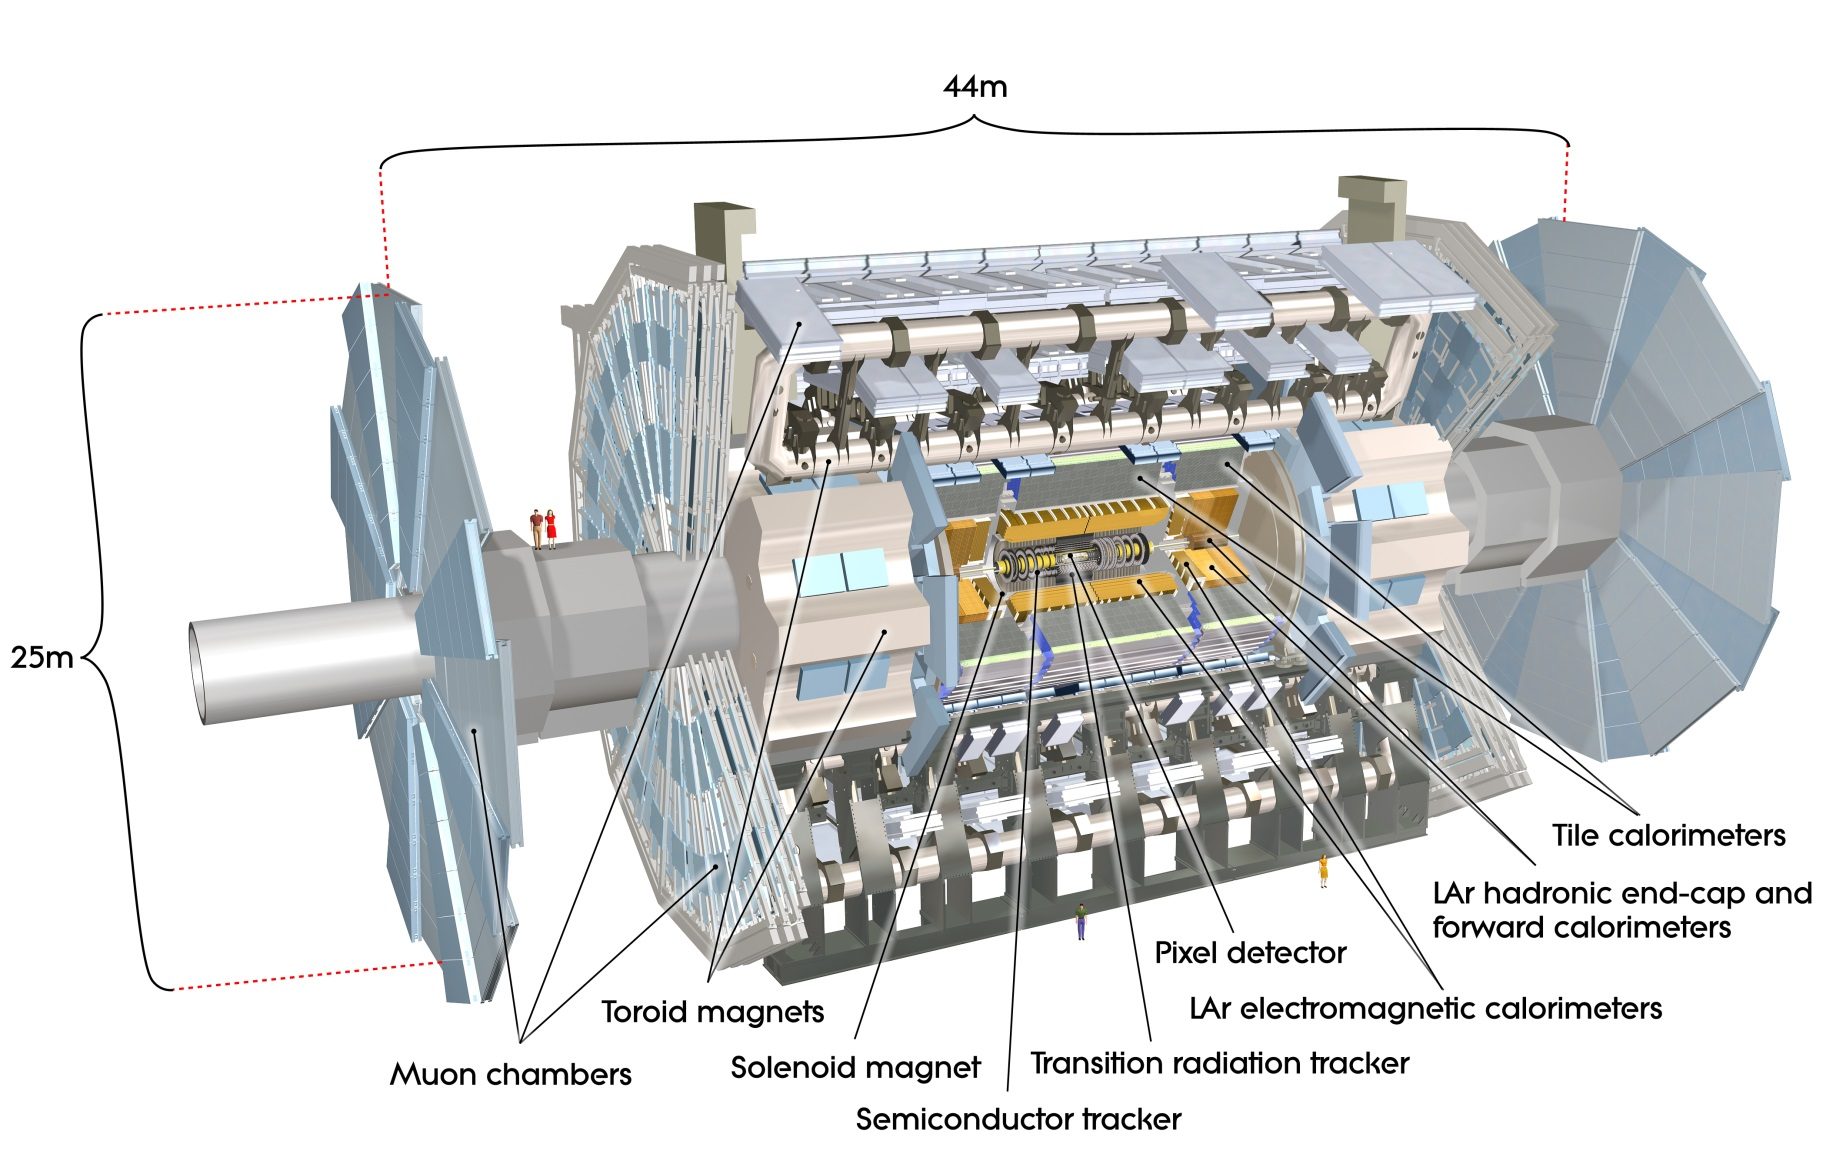 44m
25m
Tile calorimeters
LAr hadronic end-cap and
forward calorimeters
Pixel detector
LAr electromagnetic calorimeters
Toroid magnets
Solenoid magnet
Transition radiation tracker
Muon chambers
Semiconductor tracker